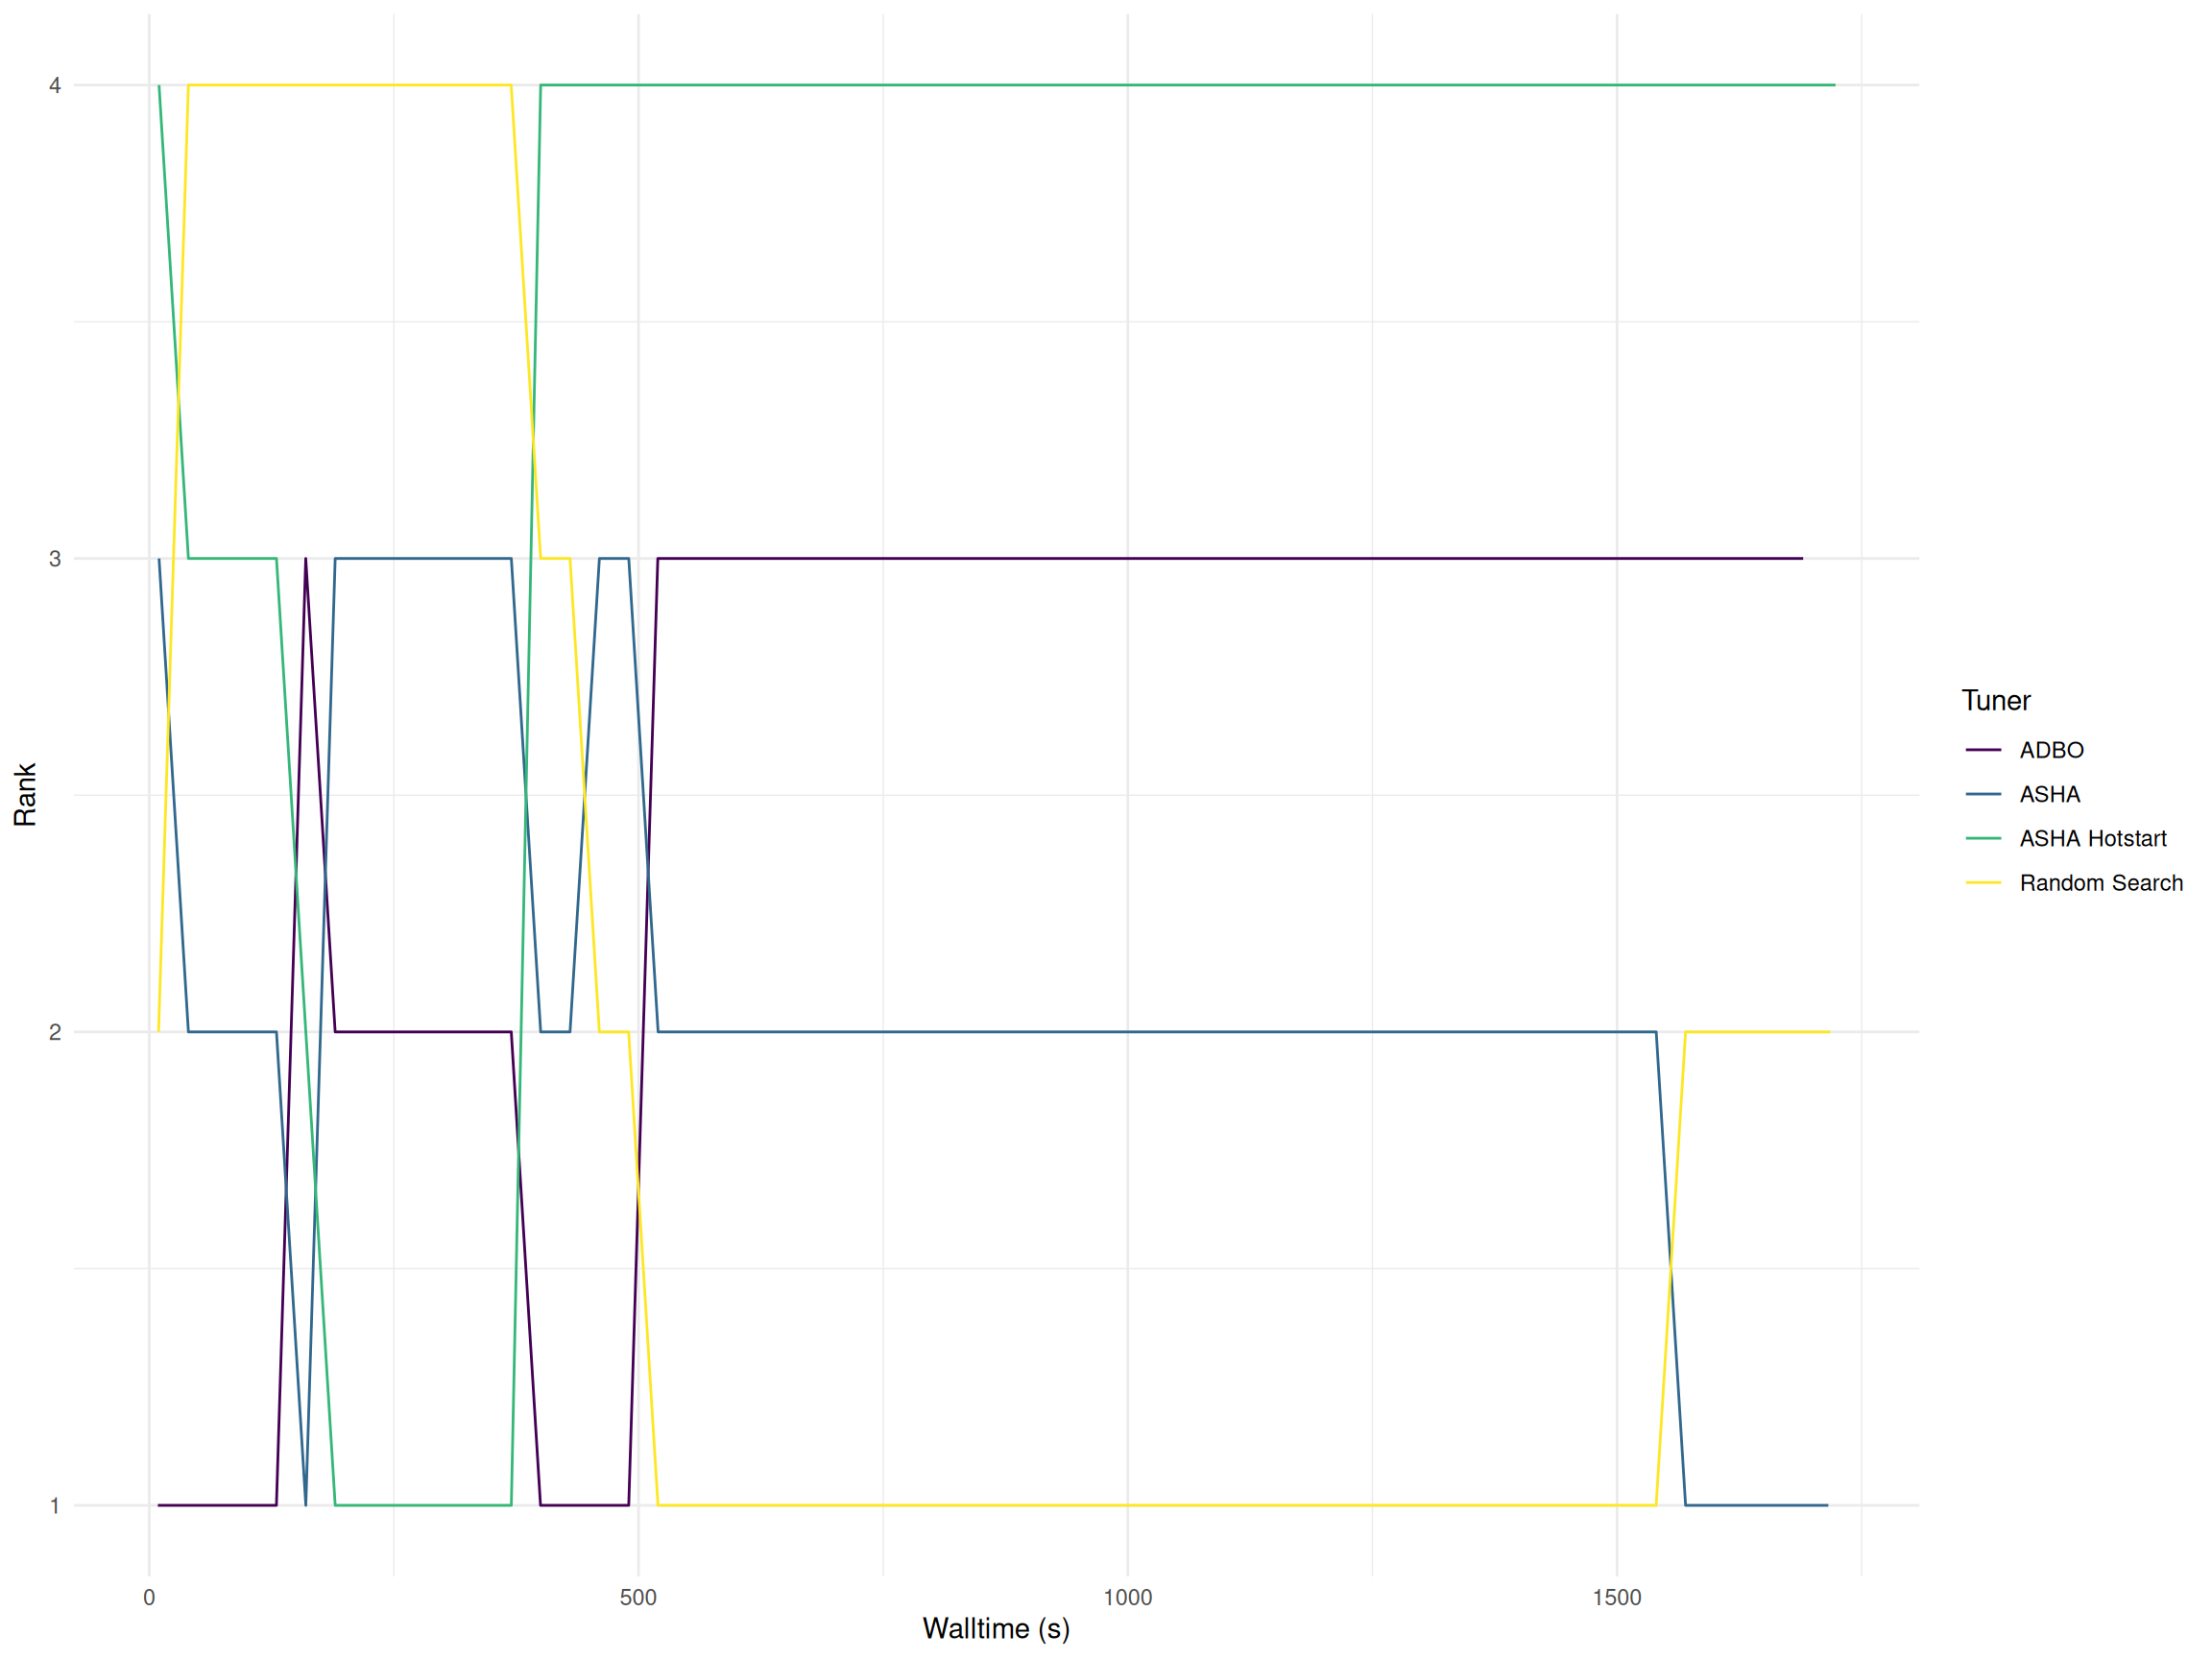 4
3
2
1
Rank
0 500 1000 1500
Walltime (s)
Tuner
ADBO
ASHA
ASHA Hotstart
Random Search